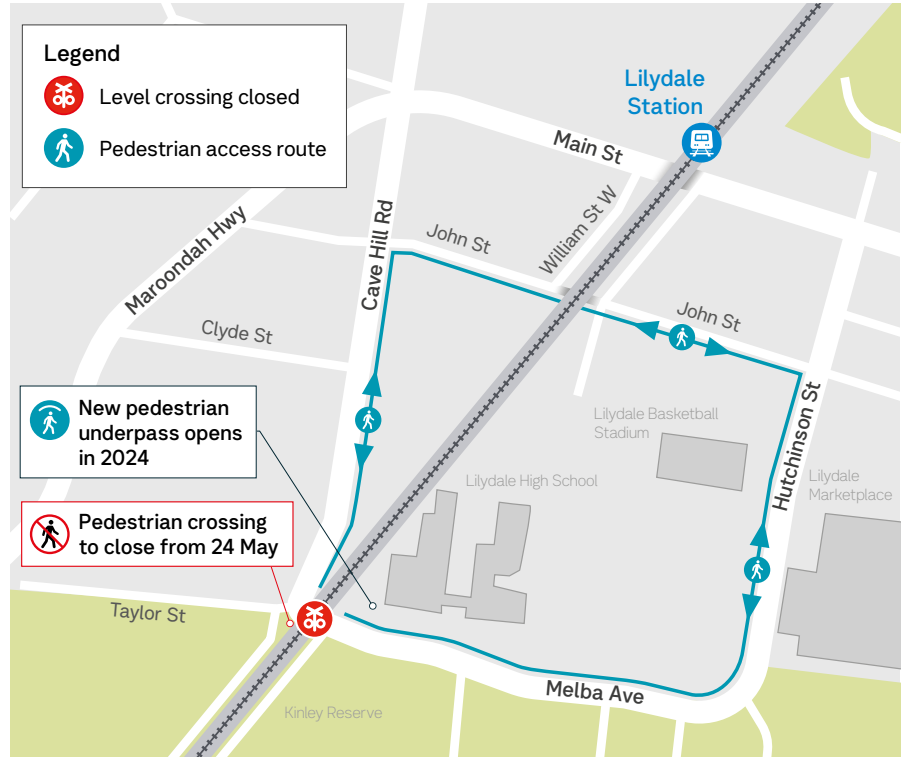 Legend
Level crossing closed
Pedestrian access route
Lilydale
Station
Main St
Maroondah Hwy
Cave Hill Rd
John St
William St W
John St
Clyde St
New pedestrian
underpass opens
in 2024
Lilydale Basketball
Stadium
Hutchinson St
Lilydale High School
Lilydale
Marketplace
Pedestrian crossing
to close from 24 May
Taylor St
Melba Ave
Kinley Reserve